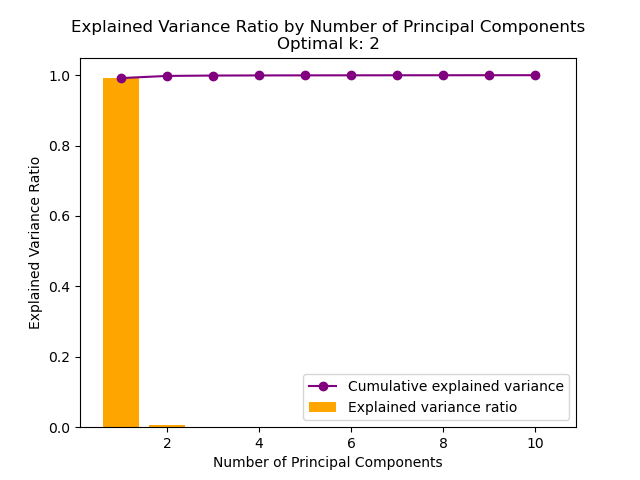 Explained Variance Ratio by Number of Principal Components
Optimal k: 2
Explained Variance Ratio
1.0
0.8
0.6
0.4
0.2
0.0
Cumulative explained variance
Explained variance ratio
2
4
6
8
10
Number of Principal Components